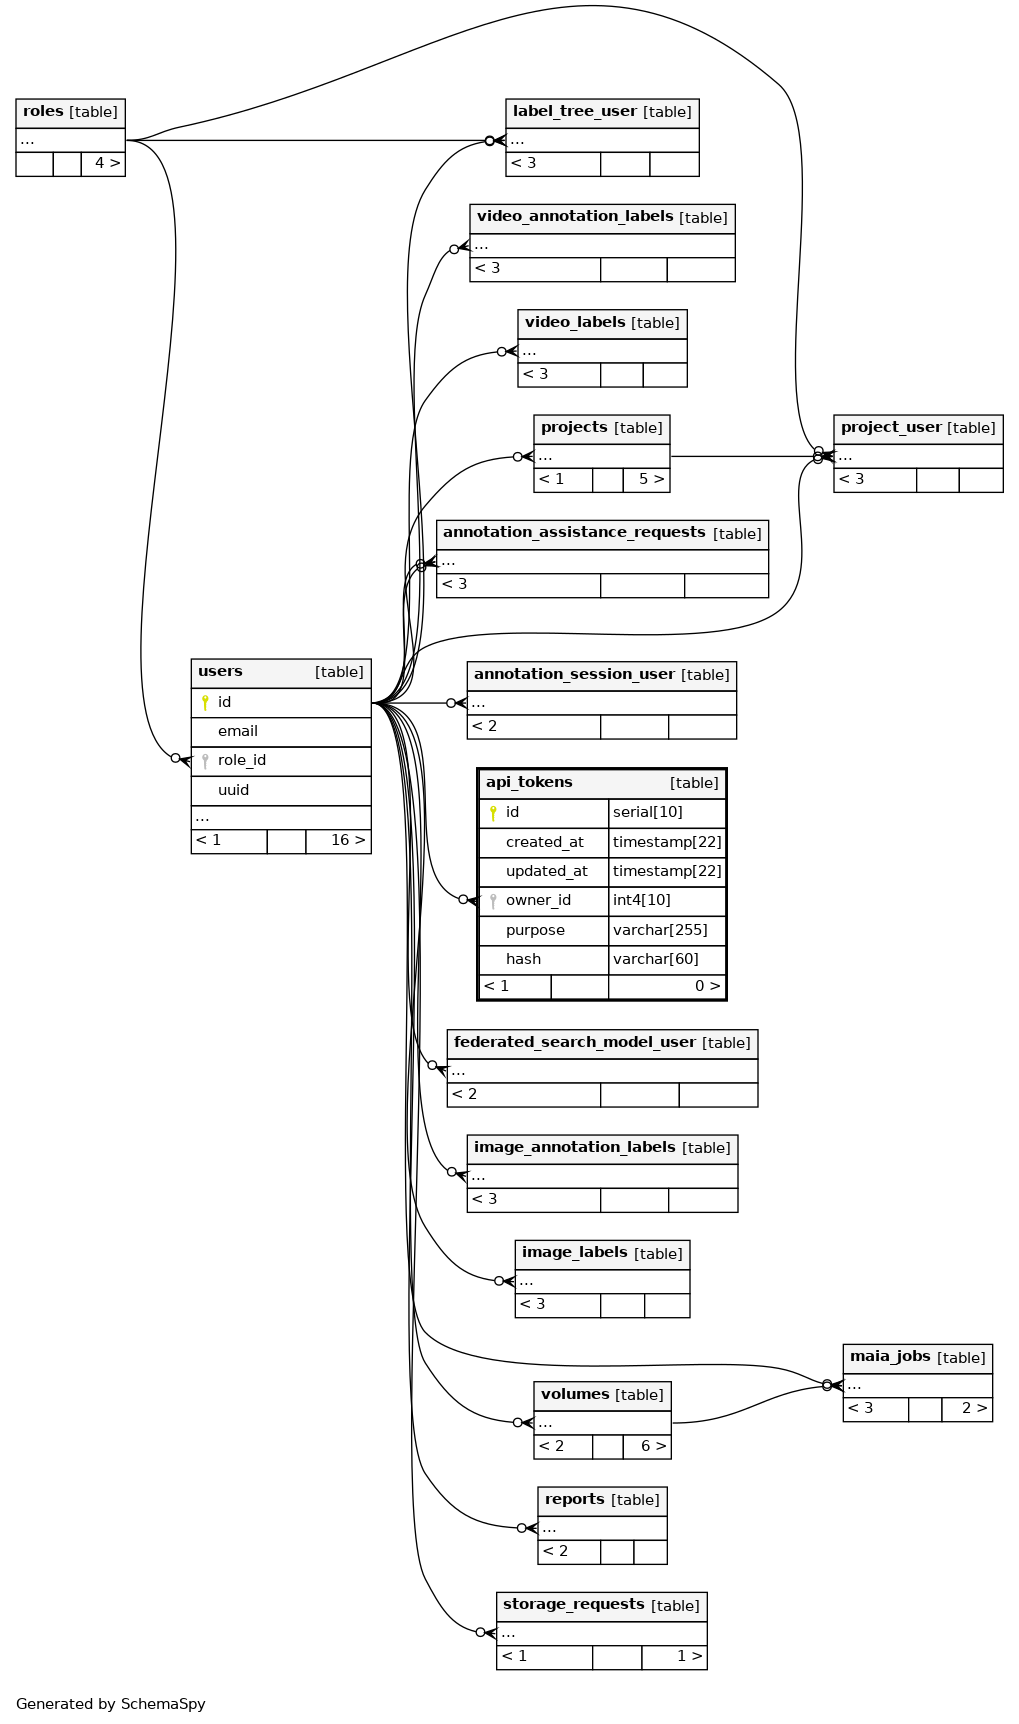 roles [table]
...
4 >
label_tree_user [table]
...
< 3
video_annotation_labels [table]
...
< 3
video_labels [table]
...
< 3
projects [table]
...
< 1 5 >
project_user [table]
...
< 3
annotation_assistance_requests [table]
...
< 3
users [table]
id
email
role_id
uuid
...
< 1 16 >
annotation_session_user [table]
...
< 2
api_tokens [table]
id serial[10]
created_at timestamp[22]
updated_at timestamp[22]
owner_id int4[10]
purpose varchar[255]
hash varchar[60]
< 1 0 >
federated_search_model_user [table]
...
< 2
image_annotation_labels [table]
...
< 3
image_labels [table]
...
< 3
maia_jobs [table]
...
< 3 2 >
volumes [table]
...
< 2 6 >
reports [table]
...
< 2
storage_requests [table]
...
< 1 1 >
Generated by SchemaSpy